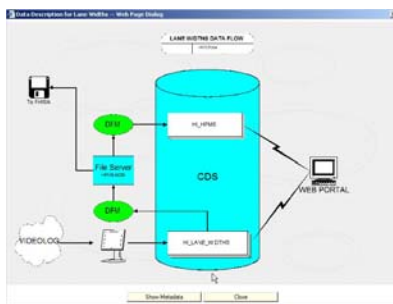 Data Description for Lane Widths -- Web Page Dialog
LANE WIDTHS DATA FLOW
To FHWA
DFM
HI_HPMS
File Server
CDS
WEB PORTAL
DFM
VIDEOLOG
HI_LANE_WIDTHS
Show Metadata
Close